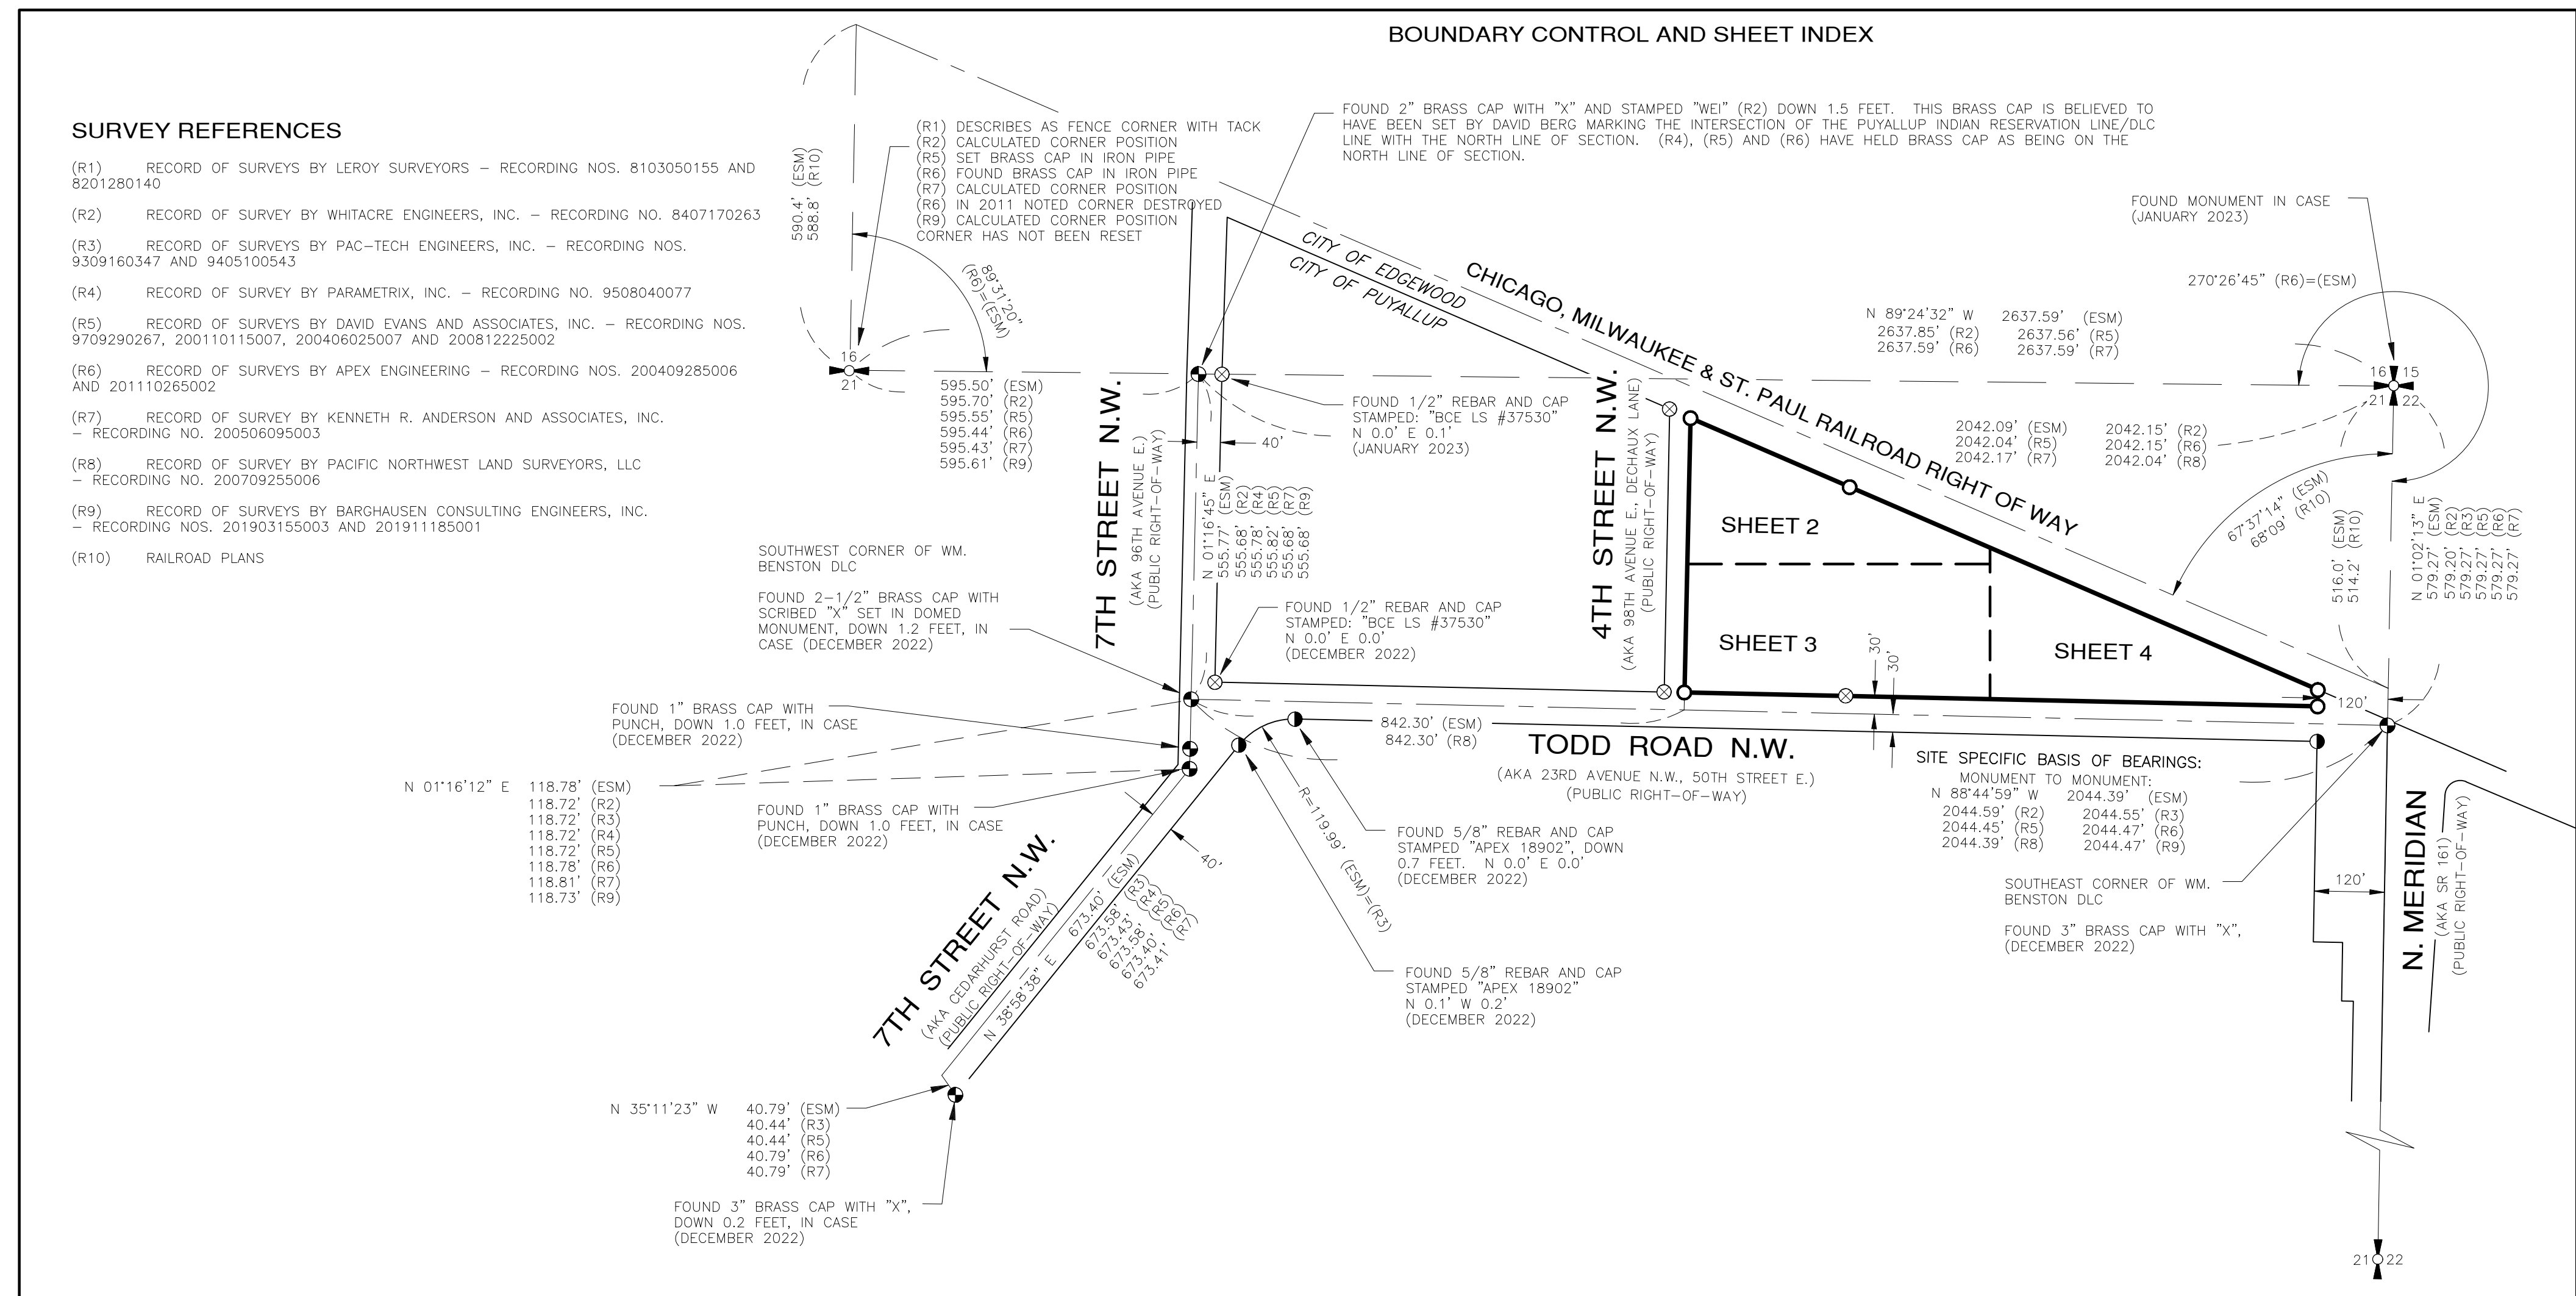 BOUNDARY CONTROL AND SHEET INDEX
SURVEY REFERENCES
(R1) RECORD OF SURVEYS BY LEROY SURVEYORS – RECORDING NOS. 8103050155 AND
8201280140
(R2) RECORD OF SURVEY BY WHITACRE ENGINEERS, INC. – RECORDING NO. 8407170263
(R3) RECORD OF SURVEYS BY PAC–TECH ENGINEERS, INC. – RECORDING NOS.
9309160347 AND 9405100543
(R4) RECORD OF SURVEY BY PARAMETRIX, INC. – RECORDING NO. 9508040077
(R5) RECORD OF SURVEYS BY DAVID EVANS AND ASSOCIATES, INC. – RECORDING NOS.
9709290267, 200110115007, 200406025007 AND 200812225002
(R6) RECORD OF SURVEYS BY APEX ENGINEERING – RECORDING NOS. 200409285006
AND 201110265002
(R7) RECORD OF SURVEY BY KENNETH R. ANDERSON AND ASSOCIATES, INC.
– RECORDING NO. 200506095003
(R8) RECORD OF SURVEY BY PACIFIC NORTHWEST LAND SURVEYORS, LLC
– RECORDING NO. 200709255006
(R9) RECORD OF SURVEYS BY BARGHAUSEN CONSULTING ENGINEERS, INC.
– RECORDING NOS. 201903155003 AND 201911185001
(R10) RAILROAD PLANS
590.4' (ESM)
588.8' (R10)
(R1) DESCRIBES AS FENCE CORNER WITH TACK
(R2) CALCULATED CORNER POSITION
(R5) SET BRASS CAP IN IRON PIPE
(R6) FOUND BRASS CAP IN IRON PIPE
(R7) CALCULATED CORNER POSITION
(R6) IN 2011 NOTED CORNER DESTROYED
(R9) CALCULATED CORNER POSITION
CORNER HAS NOT BEEN RESET
89°31'20"
(R6)=(ESM)
16
21
FOUND 2" BRASS CAP WITH "X" AND STAMPED "WEI" (R2) DOWN 1.5 FEET. THIS BRASS CAP IS BELIEVED TO
HAVE BEEN SET BY DAVID BERG MARKING THE INTERSECTION OF THE PUYALLUP INDIAN RESERVATION LINE/DLC
LINE WITH THE NORTH LINE OF SECTION. (R4), (R5) AND (R6) HAVE HELD BRASS CAP AS BEING ON THE
NORTH LINE OF SECTION.
CITY OF EDGEWOOD
CITY OF PUYALLUP
CHICAGO, MILWAUKEE & ST. PAUL RAILROAD RIGHT OF WAY
FOUND MONUMENT IN CASE
(JANUARY 2023)
270°26'45" (R6)=(ESM)
N 89°24'32" W 2637.59' (ESM)
2637.85' (R2) 2637.56' (R5)
2637.59' (R6) 2637.59' (R7)
16 15
21 22
595.50' (ESM)
595.70' (R2)
595.55' (R5)
595.44' (R6)
595.43' (R7)
595.61' (R9)
7TH STREET N.W.
(AKA 96TH AVENUE E.)
(PUBLIC RIGHT–OF–WAY)
40'
FOUND 1/2" REBAR AND CAP
STAMPED: "BCE LS #37530"
N 0.0' E 0.1'
(JANUARY 2023)
N 01°16'45" E
555.77' (ESM)
555.68' (R2)
555.78' (R4)
555.82' (R5)
555.68' (R7)
555.68' (R9)
4TH STREET N.W.
(AKA 98TH AVENUE E., DECHAUX LANE)
(PUBLIC RIGHT–OF–WAY)
2042.09' (ESM) 2042.15' (R2)
2042.04' (R5) 2042.15' (R6)
2042.17' (R7) 2042.04' (R8)
67°37'14" (ESM)
68°09' (R10)
516.0' (ESM)
514.2' (R10)
N 01°02'13" E
579.27' (ESM)
579.20' (R2)
579.27' (R3)
579.27' (R5)
579.27' (R6)
579.27' (R7)
SHEET 2
SHEET 3
SHEET 4
30'
30'
120'
SOUTHWEST CORNER OF WM.
BENSTON DLC
FOUND 2–1/2" BRASS CAP WITH
SCRIBED "X" SET IN DOMED
MONUMENT, DOWN 1.2 FEET, IN
CASE (DECEMBER 2022)
FOUND 1/2" REBAR AND CAP
STAMPED: "BCE LS #37530"
N 0.0' E 0.0'
(DECEMBER 2022)
FOUND 1" BRASS CAP WITH
PUNCH, DOWN 1.0 FEET, IN CASE
(DECEMBER 2022)
842.30' (ESM)
842.30' (R8)
TODD ROAD N.W.
(AKA 23RD AVENUE N.W., 50TH STREET E.)
(PUBLIC RIGHT–OF–WAY)
SITE SPECIFIC BASIS OF BEARINGS:
MONUMENT TO MONUMENT:
N 88°44'59" W 2044.39' (ESM)
2044.59' (R2) 2044.55' (R3)
2044.45' (R5) 2044.47' (R6)
2044.39' (R8) 2044.47' (R9)
N 01°16'12" E 118.78' (ESM)
118.72' (R2)
118.72' (R3)
118.72' (R4)
118.72' (R5)
118.78' (R6)
118.81' (R7)
118.73' (R9)
FOUND 1" BRASS CAP WITH
PUNCH, DOWN 1.0 FEET, IN CASE
(DECEMBER 2022)
R=119.99' (ESM)=(R3)
FOUND 5/8" REBAR AND CAP
STAMPED "APEX 18902", DOWN
0.7 FEET. N 0.0' E 0.0'
(DECEMBER 2022)
40'
7TH STREET N.W.
(AKA CEDARHURST ROAD)
(PUBLIC RIGHT–OF–WAY)
N 38°58'38" E
673.40' (ESM)
673.58' (R3)
673.43' (R4)
673.58' (R5)
673.40' (R6)
673.41' (R7)
FOUND 5/8" REBAR AND CAP
STAMPED "APEX 18902"
N 0.1' W 0.2'
(DECEMBER 2022)
SOUTHEAST CORNER OF WM.
BENSTON DLC
FOUND 3" BRASS CAP WITH "X",
(DECEMBER 2022)
120'
N. MERIDIAN
(AKA SR 161)
(PUBLIC RIGHT–OF–WAY)
N 35°11'23" W 40.79' (ESM)
40.44' (R3)
40.44' (R5)
40.79' (R6)
40.79' (R7)
FOUND 3" BRASS CAP WITH "X",
DOWN 0.2 FEET, IN CASE
(DECEMBER 2022)
21 22